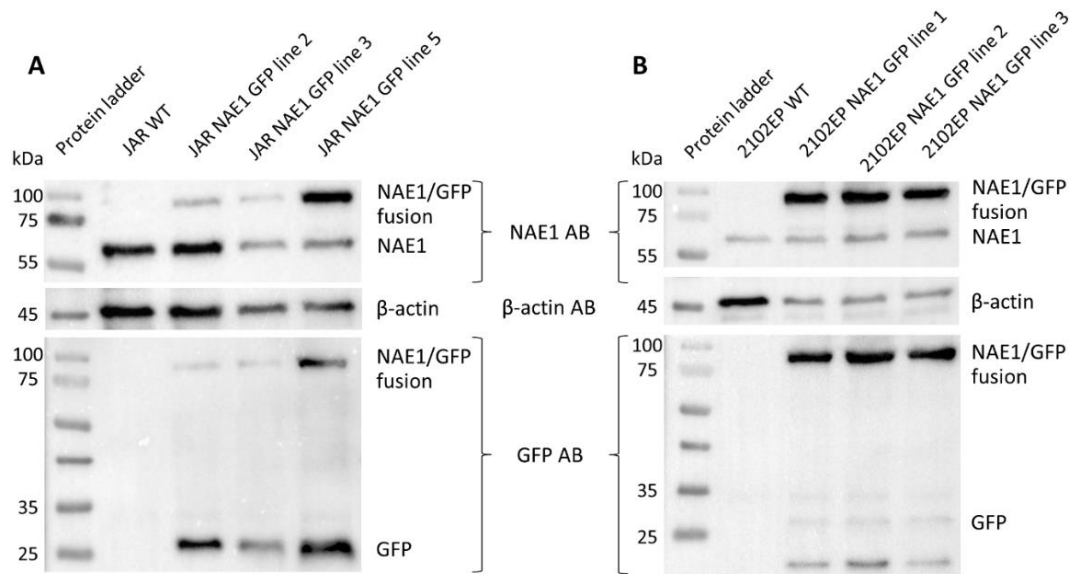 A
kDa
Protein ladder
JAR WT
JAR NAE1 GFP line 2
JAR NAE1 GFP line 3
JAR NAE1 GFP line 5
100
75
55
45
100
75
35
25
NAE1/GFP
fusion
NAE1
β-actin
NAE1/GFP
fusion
GFP
NAE1 AB
β-actin AB
GFP AB
B
kDa
Protein ladder
2102EP WT
2102EP NAE1 GFP line 1
2102EP NAE1 GFP line 2
2102EP NAE1 GFP line 3
100
75
55
45
100
75
35
25
NAE1/GFP
fusion
NAE1
β-actin
NAE1/GFP
fusion
GFP